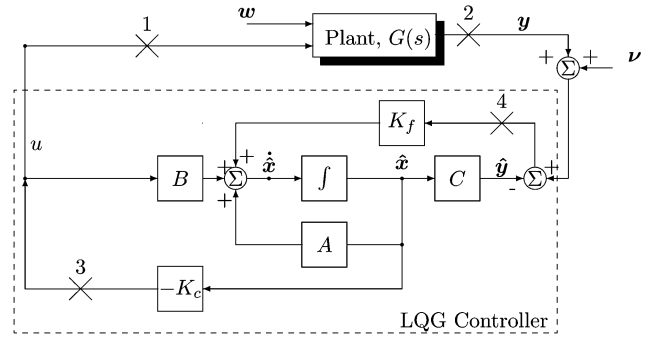 1
w
2
y
Plant, G(s)
+ +
ν
Σ
K_f
4
u
+
+
+
B
Σ
ẋ̂
∫
x̂
C
ŷ
-
Σ
+
+
A
3
−K_c
LQG Controller